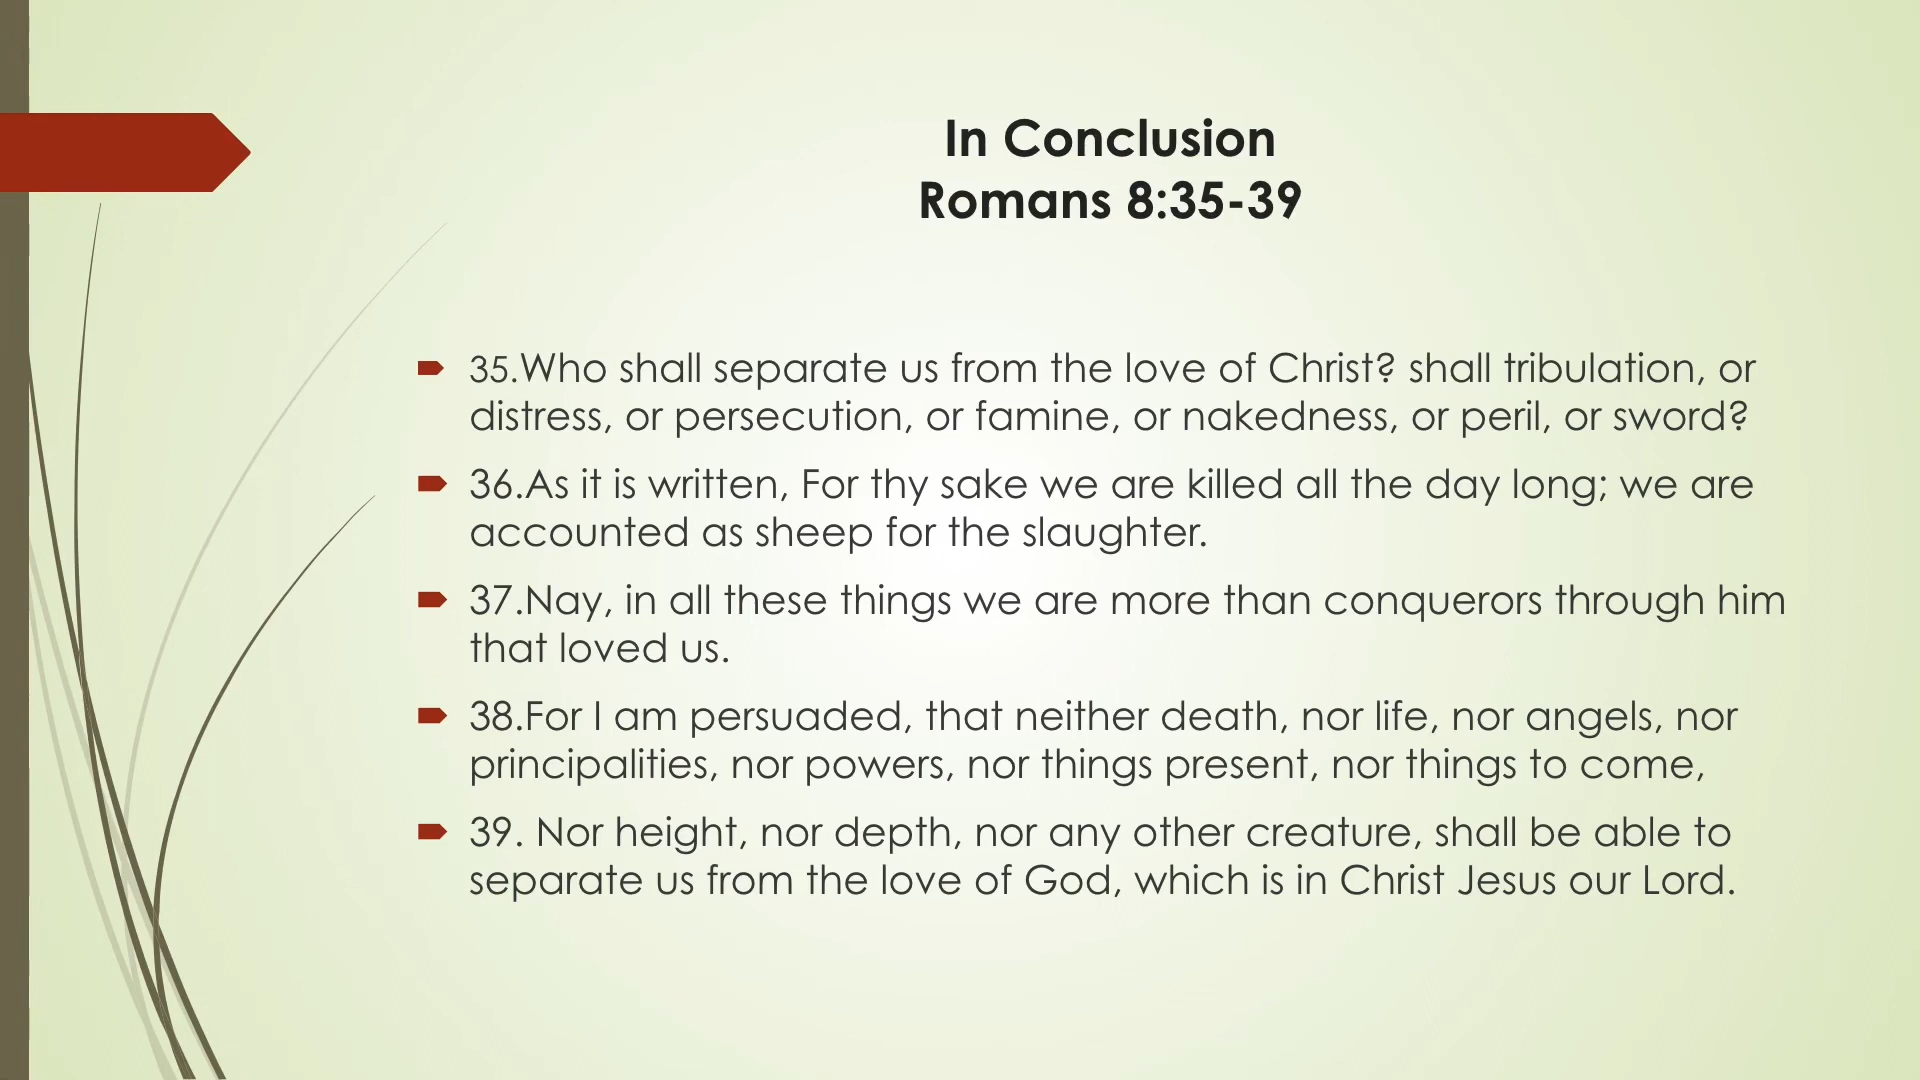 In Conclusion
Romans 8:35-39
35.Who shall separate us from the love of Christ? shall tribulation, or
distress, or persecution, or famine, or nakedness, or peril, or sword?
36.As it is written, For thy sake we are killed all the day long; we are
accounted as sheep for the slaughter.
37.Nay, in all these things we are more than conquerors through him
that loved us.
38.For I am persuaded, that neither death, nor life, nor angels, nor
principalities, nor powers, nor things present, nor things to come,
39. Nor height, nor depth, nor any other creature, shall be able to
separate us from the love of God, which is in Christ Jesus our Lord.